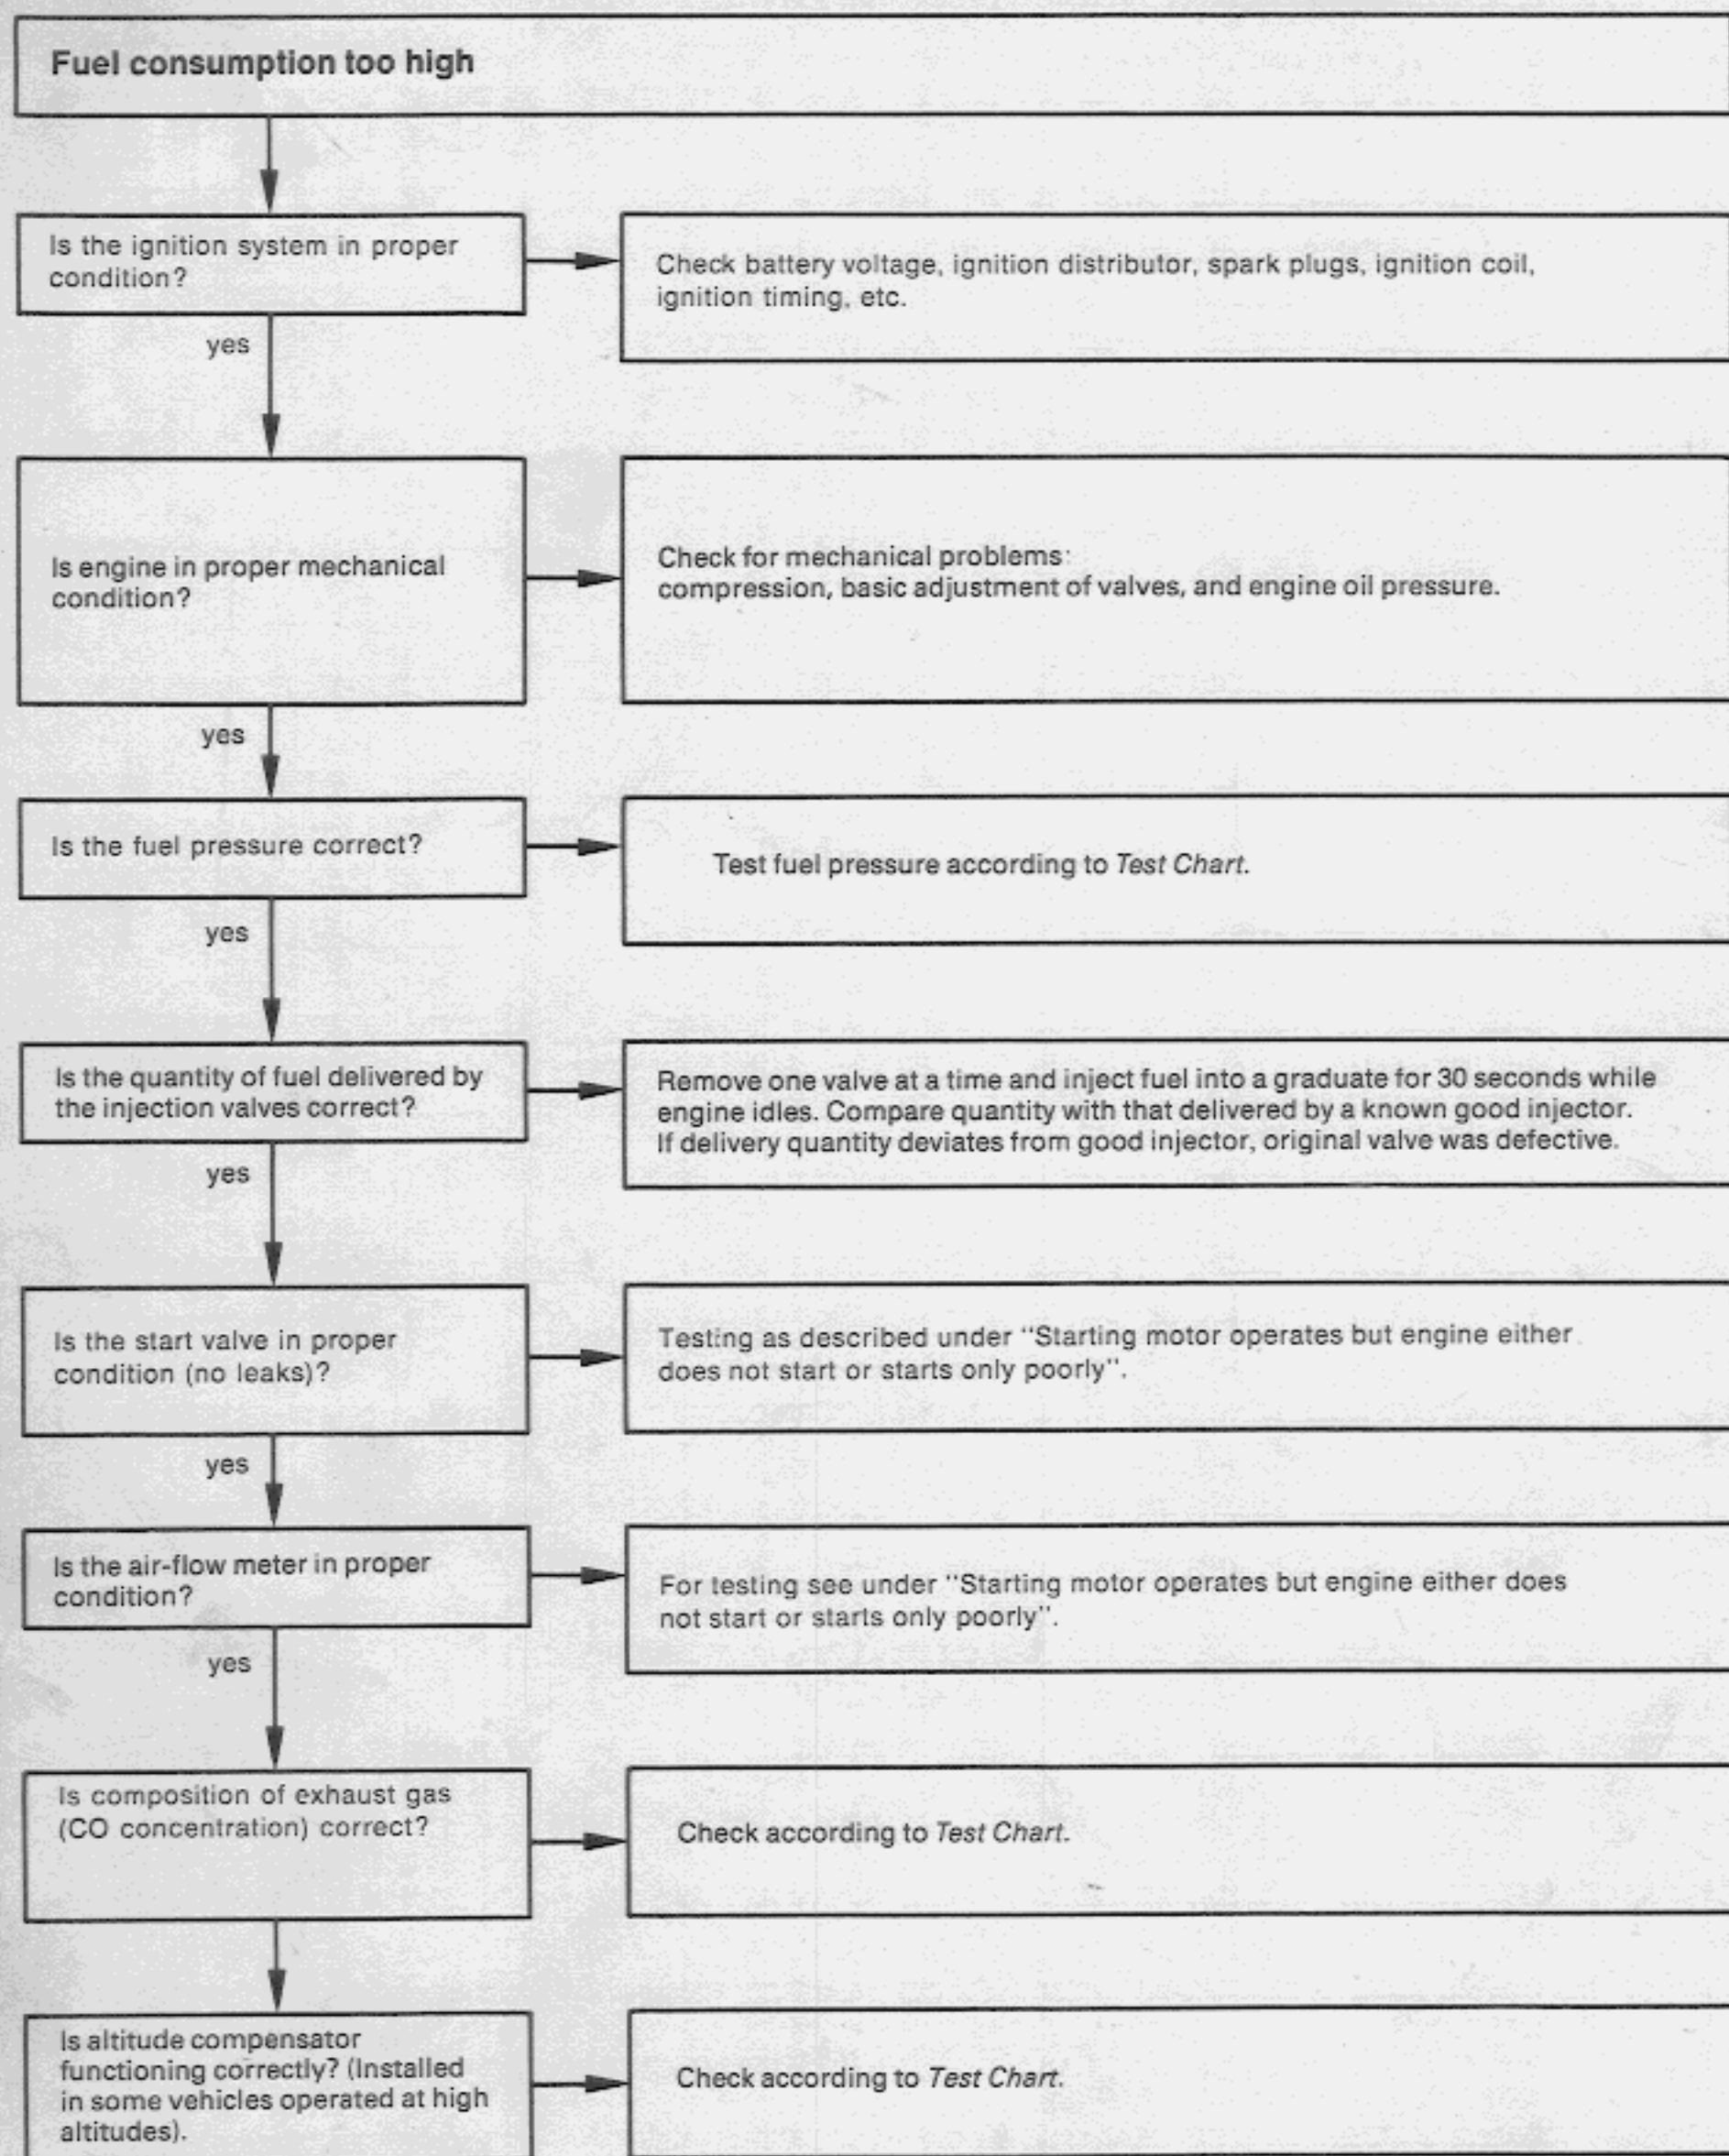 Fuel consumption too high
Is the ignition system in proper
condition?
Check battery voltage, ignition distributor, spark plugs, ignition coil,
ignition timing, etc.
yes
Is engine in proper mechanical
condition?
Check for mechanical problems:
compression, basic adjustment of valves, and engine oil pressure.
yes
Is the fuel pressure correct?
Test fuel pressure according to Test Chart.
yes
Is the quantity of fuel delivered by
the injection valves correct?
Remove one valve at a time and inject fuel into a graduate for 30 seconds while
engine idles. Compare quantity with that delivered by a known good injector.
If delivery quantity deviates from good injector, original valve was defective.
yes
Is the start valve in proper
condition (no leaks)?
Testing as described under "Starting motor operates but engine either
does not start or starts only poorly".
yes
Is the air-flow meter in proper
condition?
For testing see under "Starting motor operates but engine either does
not start or starts only poorly".
yes
Is composition of exhaust gas
(CO concentration) correct?
Check according to Test Chart.
Is altitude compensator
functioning correctly? (Installed
in some vehicles operated at high
altitudes).
Check according to Test Chart.